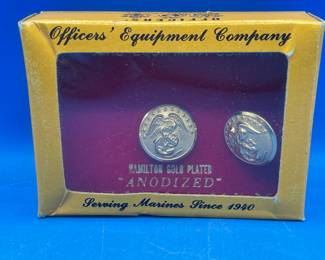 Officers' Equipment Company
HAMILTON GOLD PLATED
"ANODIZED"
Serving Marines Since 1940